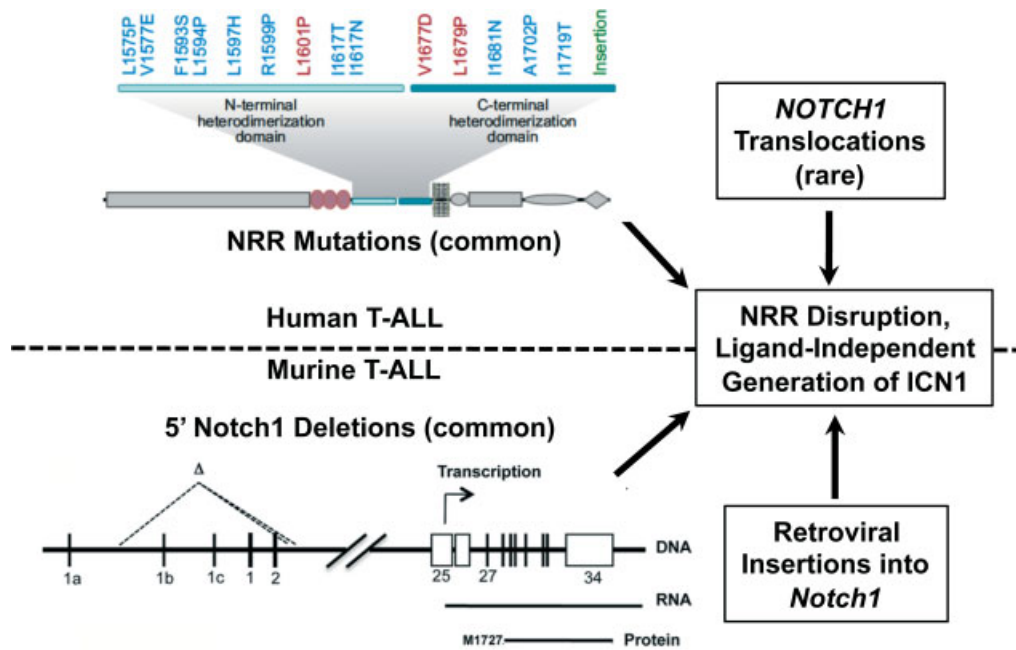 L1575P
V1577E
F1593S
L1594P
L1597H
R1599P
L1601P
I1617T
I1617N
V1677D
L1679P
I1681N
A1702P
I1719T
Insertion
N-terminal
heterodimerization
domain
C-terminal
heterodimerization
domain
NRR Mutations (common)
NOTCH1
Translocations
(rare)
Human T-ALL
Murine T-ALL
NRR Disruption,
Ligand-Independent
Generation of ICN1
5’ Notch1 Deletions (common)
Δ
Transcription
DNA
1a
1b
1c
1
2
25
27
34
RNA
M1727
Protein
Retroviral
Insertions into
Notch1